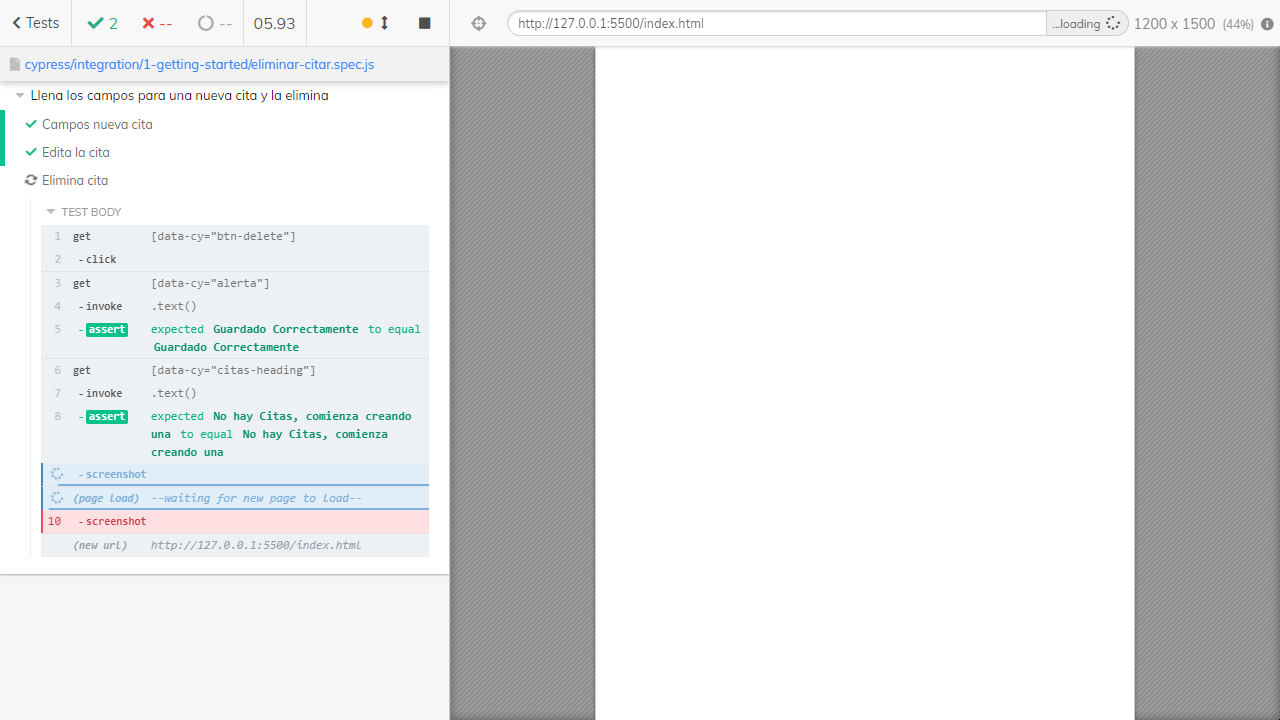 Tests 2 -- -- 05.93 http://127.0.0.1:5500/index.html ...loading 1200 x 1500 (44%)
cypress/integration/1-getting-started/eliminar-citar.spec.js
Llena los campos para una nueva cita y la elimina
Campos nueva cita
Edita la cita
Elimina cita
TEST BODY
1 get [data-cy="btn-delete"]
2 -click
3 get [data-cy="alerta"]
4 -invoke .text()
5 -assert expected Guardado Correctamente to equal
Guardado Correctamente
6 get [data-cy="citas-heading"]
7 -invoke .text()
8 -assert expected No hay Citas, comienza creando
una to equal No hay Citas, comienza
creando una
-screenshot
(page load) --waiting for new page to load--
10 -screenshot
(new url) http://127.0.0.1:5500/index.html